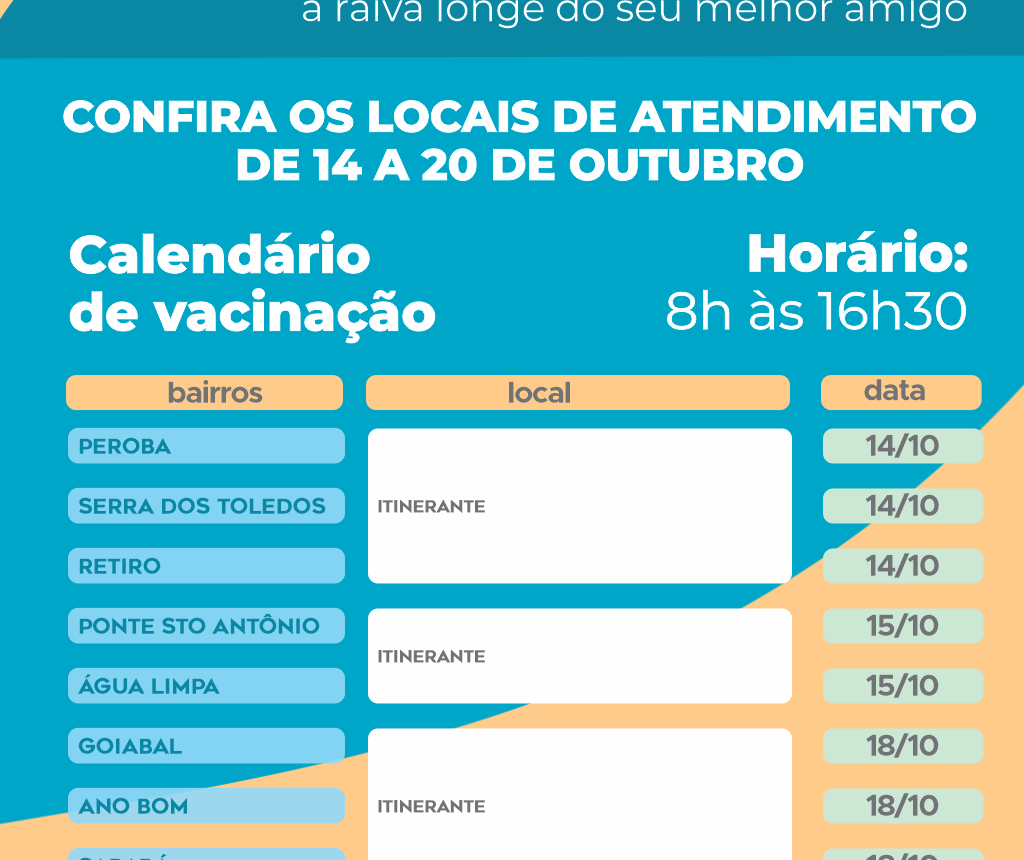 a raiva longe do seu melhor amigo
CONFIRA OS LOCAIS DE ATENDIMENTO
DE 14 A 20 DE OUTUBRO
Calendário
de vacinação
Horário:
8h às 16h30
bairros local data
PEROBA 14/10
SERRA DOS TOLEDOS ITINERANTE 14/10
RETIRO 14/10
PONTE STO ANTÔNIO 15/10
ITINERANTE
ÁGUA LIMPA 15/10
GOIABAL 18/10
ANO BOM ITINERANTE 18/10